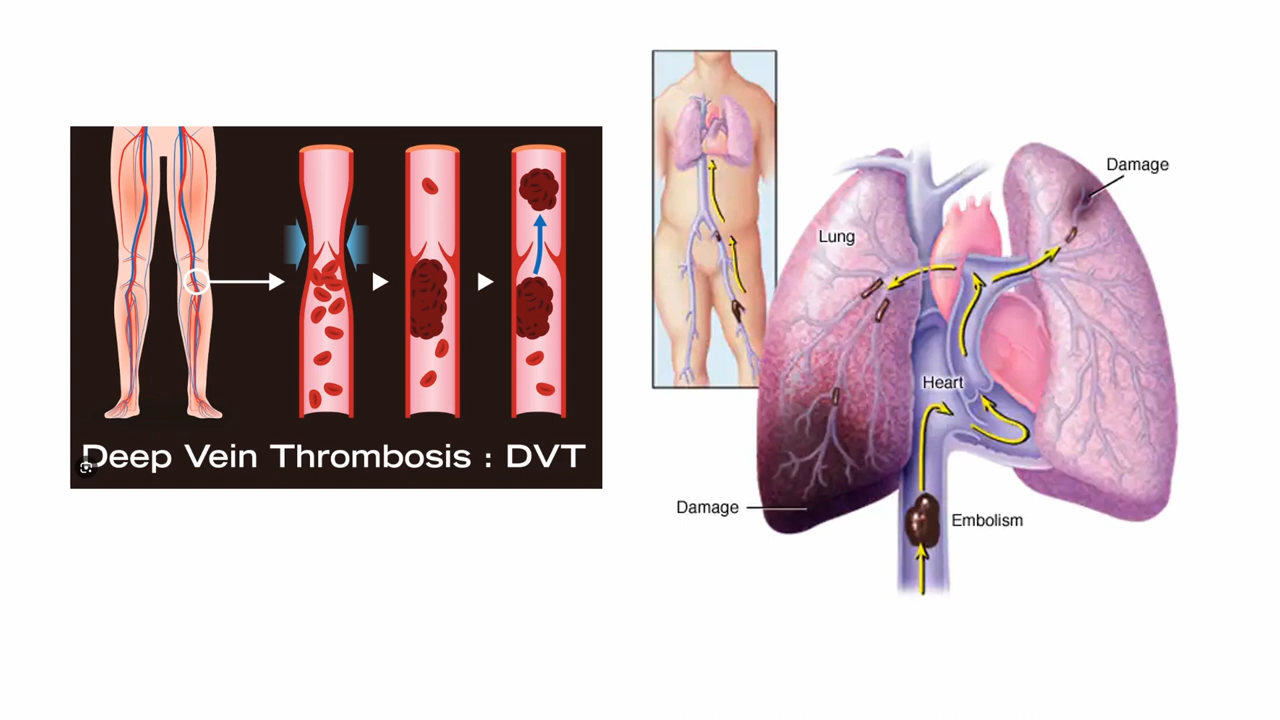 Deep Vein Thrombosis : DVT
Damage
Lung
Heart
Damage
Embolism